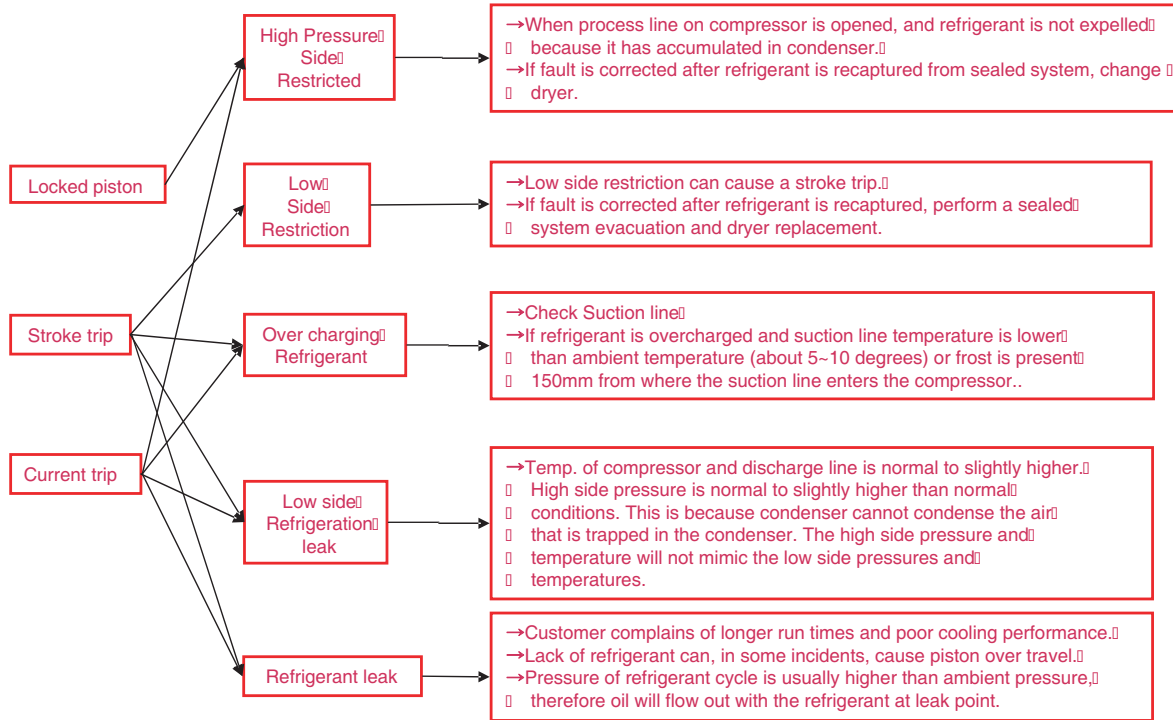 High Pressure▯
Side▯
Restricted
→When process line on compressor is opened, and refrigerant is not expelled▯
▯ because it has accumulated in condenser.▯
→If fault is corrected after refrigerant is recaptured from sealed system, change ▯
▯ dryer.
Locked piston
Low▯
Side▯
Restriction
→Low side restriction can cause a stroke trip.▯
→If fault is corrected after refrigerant is recaptured, perform a sealed▯
▯ system evacuation and dryer replacement.
Stroke trip
Over charging▯
Refrigerant
→Check Suction line▯
→If refrigerant is overcharged and suction line temperature is lower▯
▯ than ambient temperature (about 5~10 degrees) or frost is present▯
▯ 150mm from where the suction line enters the compressor..
Current trip
Low side▯
Refrigeration▯
leak
→Temp. of compressor and discharge line is normal to slightly higher.▯
▯ High side pressure is normal to slightly higher than normal▯
▯ conditions. This is because condenser cannot condense the air▯
▯ that is trapped in the condenser. The high side pressure and▯
▯ temperature will not mimic the low side pressures and▯
▯ temperatures.
Refrigerant leak
→Customer complains of longer run times and poor cooling performance.▯
→Lack of refrigerant can, in some incidents, cause piston over travel.▯
→Pressure of refrigerant cycle is usually higher than ambient pressure,▯
▯ therefore oil will flow out with the refrigerant at leak point.